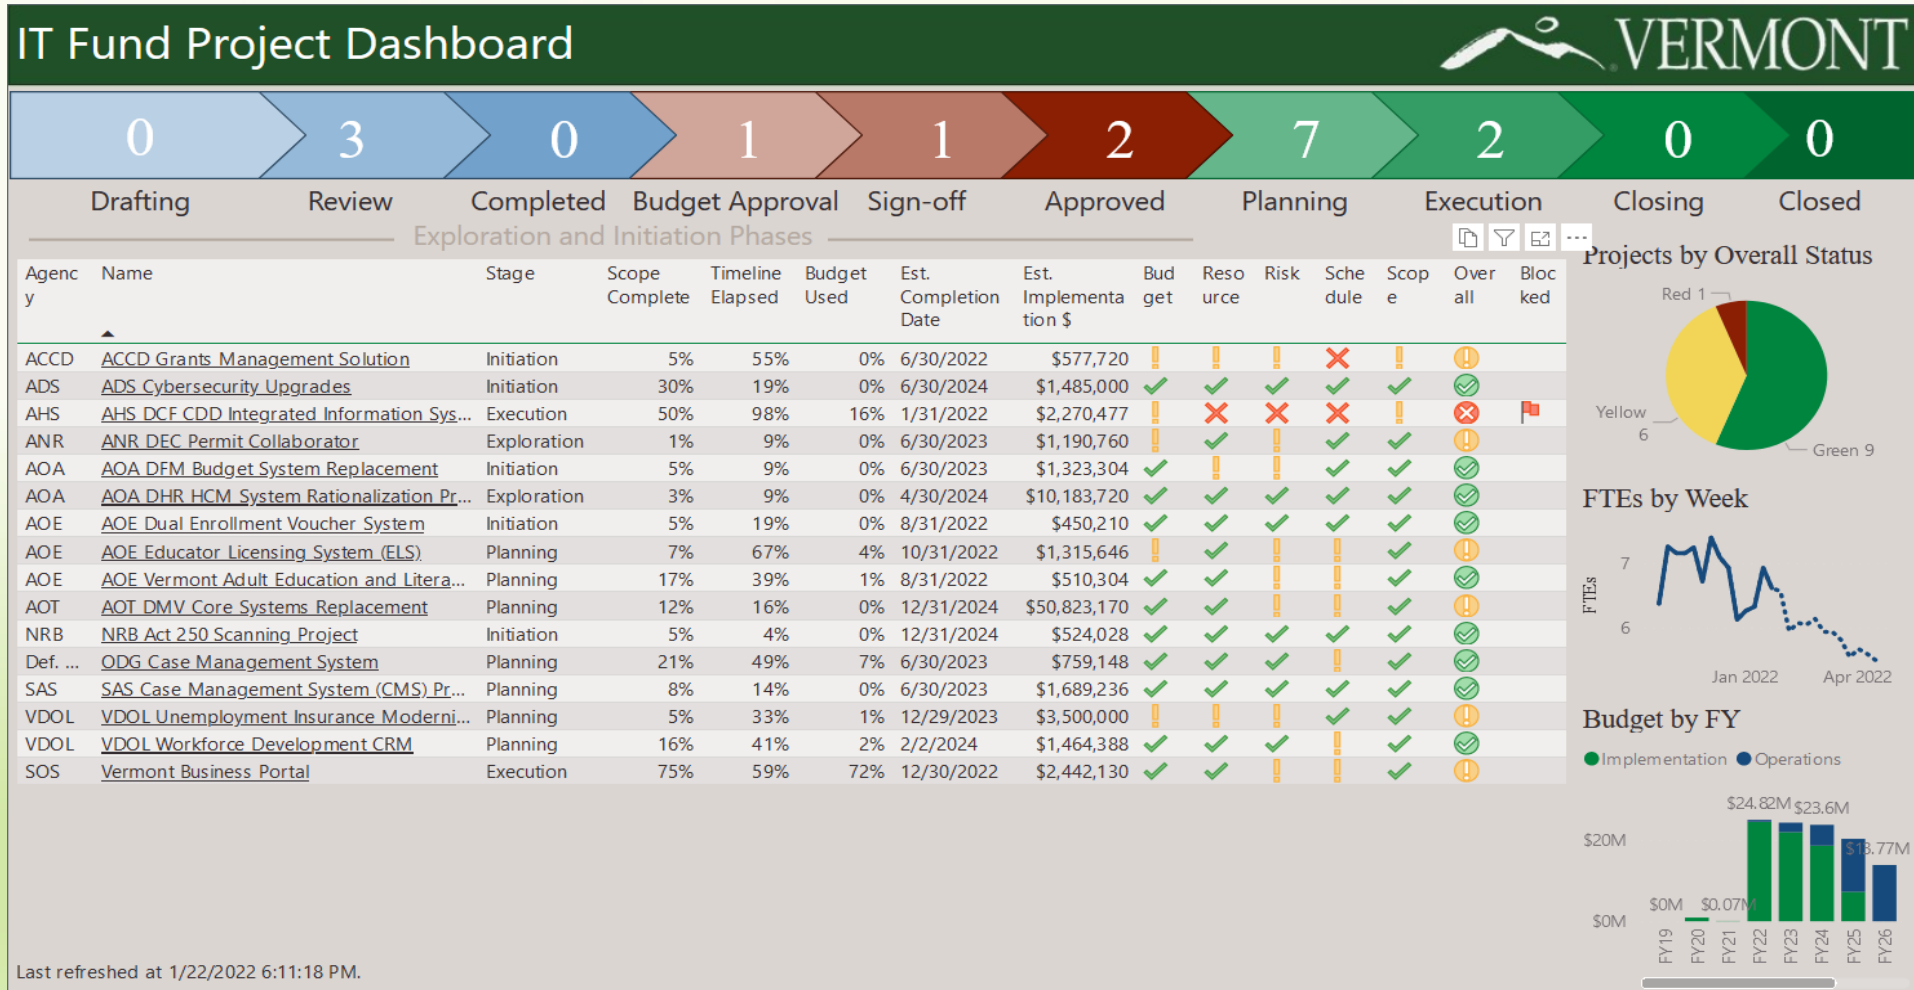 IT Fund Project Dashboard
VERMONT
0 3 0 1 1 2 7 2 0 0
Drafting Review Completed Budget Approval Sign-off Approved Planning Execution Closing Closed
Exploration and Initiation Phases
Agenc
y
Name
Stage
Scope
Complete
Timeline
Elapsed
Budget
Used
Est.
Completion
Date
Est.
Implementa
tion $
Bud
get
Reso
urce
Risk
Sche
dule
Scop
e
Over
all
Bloc
ked
ACCD ACCD Grants Management Solution Initiation 5% 55% 0% 6/30/2022 $577,720
ADS ADS Cybersecurity Upgrades Initiation 30% 19% 0% 6/30/2024 $1,485,000
AHS AHS DCF CDD Integrated Information Sys... Execution 50% 98% 16% 1/31/2022 $2,270,477
ANR ANR DEC Permit Collaborator Exploration 1% 9% 0% 6/30/2023 $1,190,760
AOA AOA DFM Budget System Replacement Initiation 5% 9% 0% 6/30/2023 $1,323,304
AOA AOA DHR HCM System Rationalization Pr... Exploration 3% 9% 0% 4/30/2024 $10,183,720
AOE AOE Dual Enrollment Voucher System Initiation 5% 19% 0% 8/31/2022 $450,210
AOE AOE Educator Licensing System (ELS) Planning 7% 67% 4% 10/31/2022 $1,315,646
AOE AOE Vermont Adult Education and Litera... Planning 17% 39% 1% 8/31/2022 $510,304
AOT AOT DMV Core Systems Replacement Planning 12% 16% 0% 12/31/2024 $50,823,170
NRB NRB Act 250 Scanning Project Initiation 5% 4% 0% 12/31/2024 $524,028
Def. ... ODG Case Management System Planning 21% 49% 7% 6/30/2023 $759,148
SAS SAS Case Management System (CMS) Pr... Planning 8% 14% 0% 6/30/2023 $1,689,236
VDOL VDOL Unemployment Insurance Moderni... Planning 5% 33% 1% 12/29/2023 $3,500,000
VDOL VDOL Workforce Development CRM Planning 16% 41% 2% 2/2/2024 $1,464,388
SOS Vermont Business Portal Execution 75% 59% 72% 12/30/2022 $2,442,130
Projects by Overall Status
Red 1
Yellow
6
Green 9
FTEs by Week
FTEs
7
6
Jan 2022 Apr 2022
Budget by FY
Implementation Operations
$24.82M $23.6M
$20M
$13.77M
$0M $0.07M
$0M
FY19 FY20 FY21 FY22 FY23 FY24 FY25 FY26
Last refreshed at 1/22/2022 6:11:18 PM.